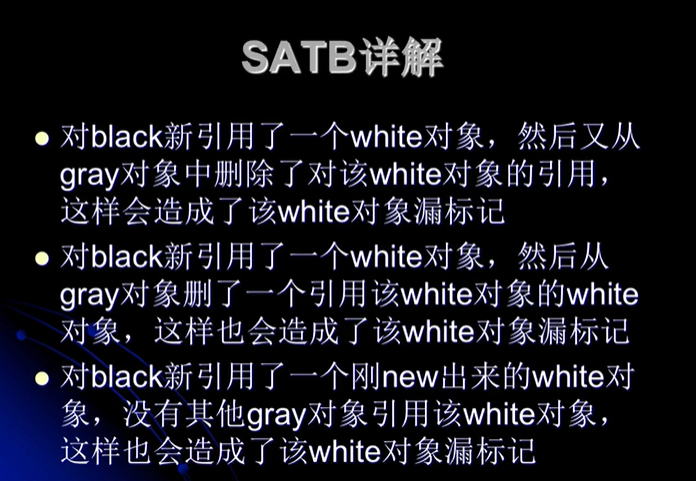 SATB详解
对black新引用了一个white对象，然后又从
gray对象中删除了对该white对象的引用，
这样会造成了该white对象漏标记
对black新引用了一个white对象，然后从
gray对象删了一个引用该white对象的white
对象，这样也会造成了该white对象漏标记
对black新引用了一个刚new出来的white对
象，没有其他gray对象引用该white对象，
这样也会造成了该white对象漏标记